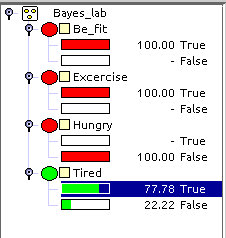 Bayes_lab
Be_fit
100.00 True
- False
Excercise
100.00 True
- False
Hungry
- True
100.00 False
Tired
77.78 True
22.22 False